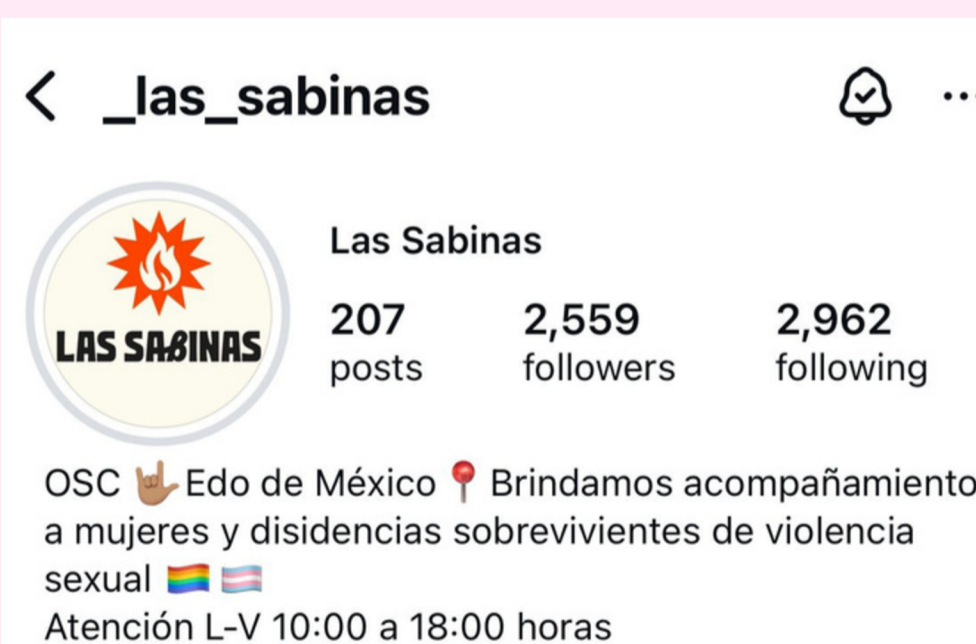 _las_sabinas
LAS SABINAS
Las Sabinas
207 2,559 2,962
posts followers following
OSC 🤟🏽 Edo de México 📍 Brindamos acompañamiento
a mujeres y disidencias sobrevivientes de violencia
sexual 🏳️‍🌈 🏳️‍⚧️
Atención L-V 10:00 a 18:00 horas